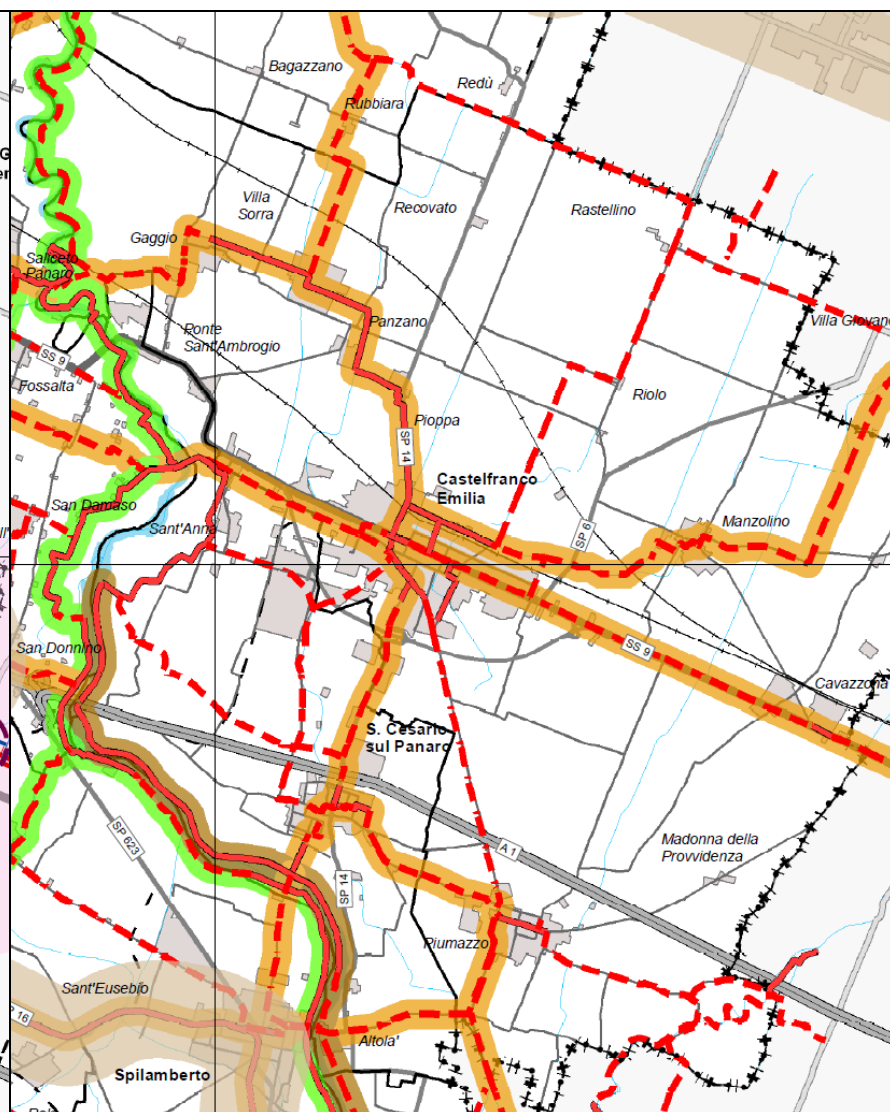 Bagazzano
Redù
Rubbiara
Villa
Sorra
Recovato
Rastellino
Gaggio
Saliceto
Panaro
Panzano
Villa Giovan
Ponte
Sant'Ambrogio
SS 9
Fossalta
Riolo
Pioppa
SP 14
Castelfranco
Emilia
San Damaso
Sant'Anna
SP 6
Manzolino
San Donnino
SS 9
Cavazzona
S. Cesario
sul Panaro
SP 623
A 1
Madonna della
Provvidenza
SP 14
Piumazzo
Sant'Eusebio
P 16
Altola'
Spilamberto